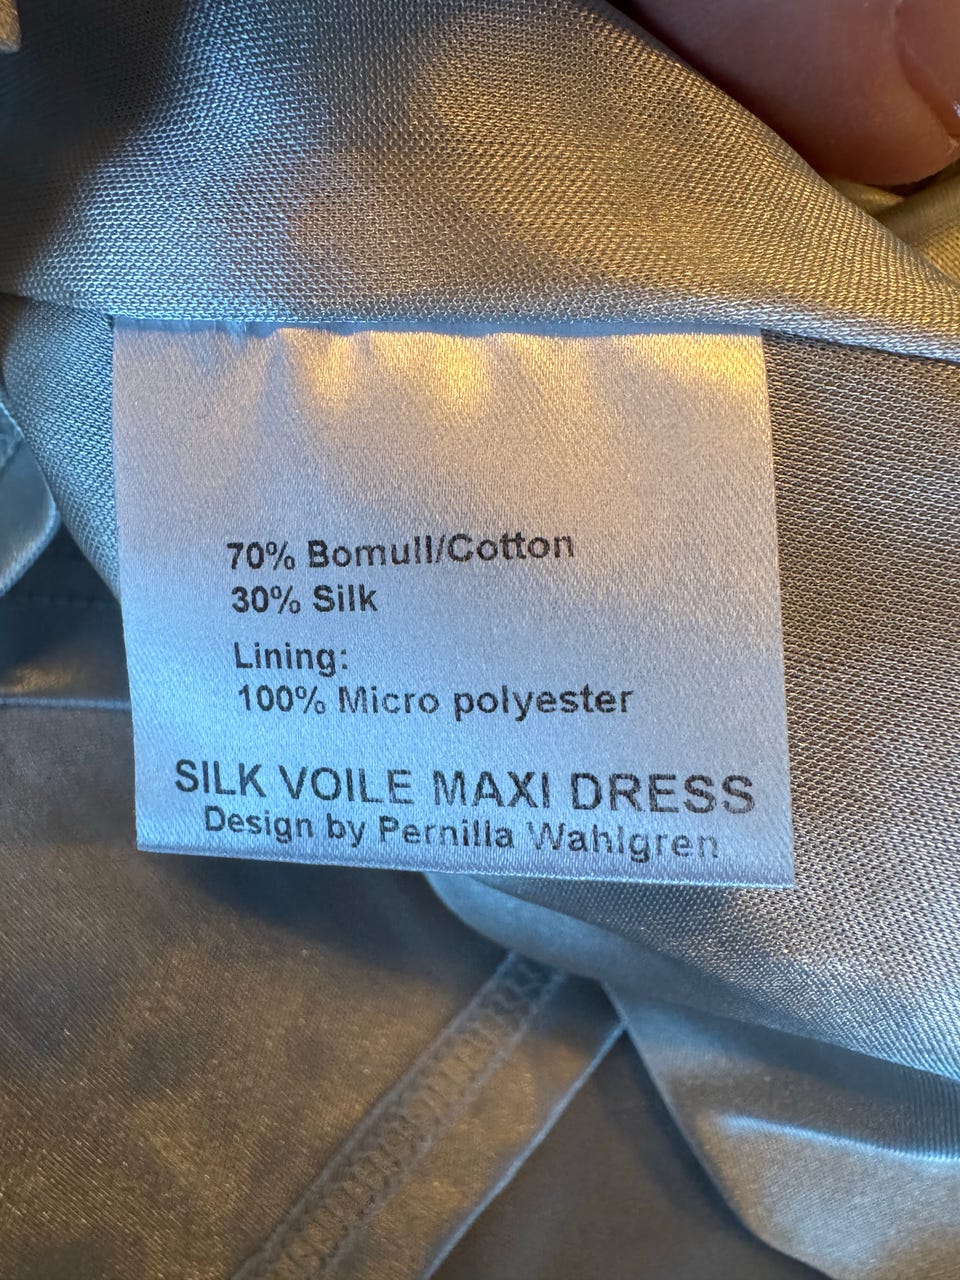 70% Bomull/Cotton
30% Silk
Lining:
100% Micro polyester
SILK VOILE MAXI DRESS
Design by Pernilla Wahlgren